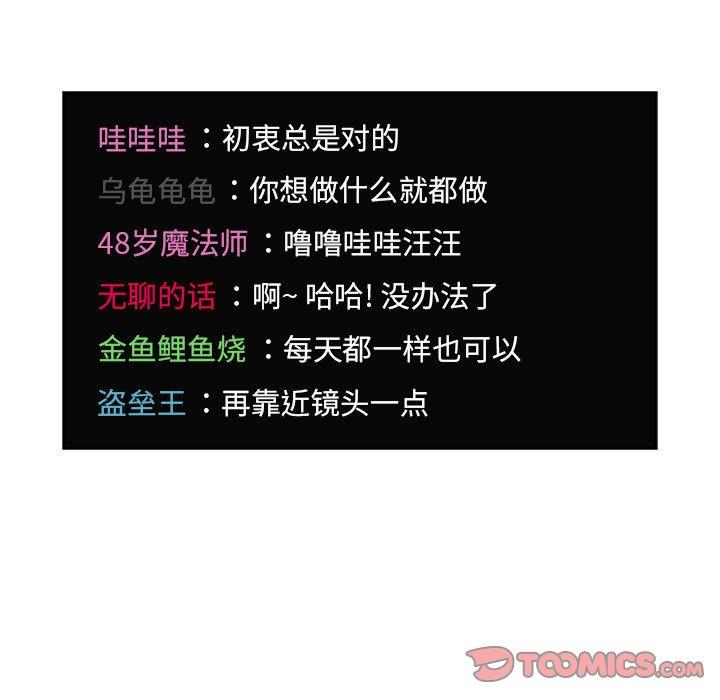 哇哇哇 ：初衷总是对的
乌龟龟龟：你想做什么就都做
48岁魔法师 ：噜噜哇哇汪汪
无聊的话 ：啊~ 哈哈! 没办法了
金鱼鲤鱼烧 ：每天都一样也可以
盗垒王 ：再靠近镜头一点
TOOMICS.com